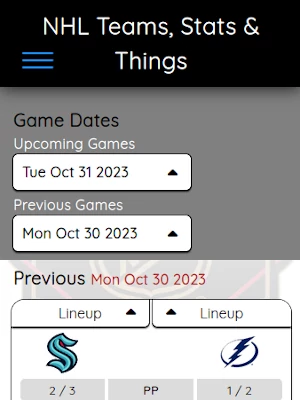 NHL Teams, Stats &
Things
Game Dates
Upcoming Games
Tue Oct 31 2023
Previous Games
Mon Oct 30 2023
Previous Mon Oct 30 2023
Lineup Lineup
2 / 3 PP 1 / 2